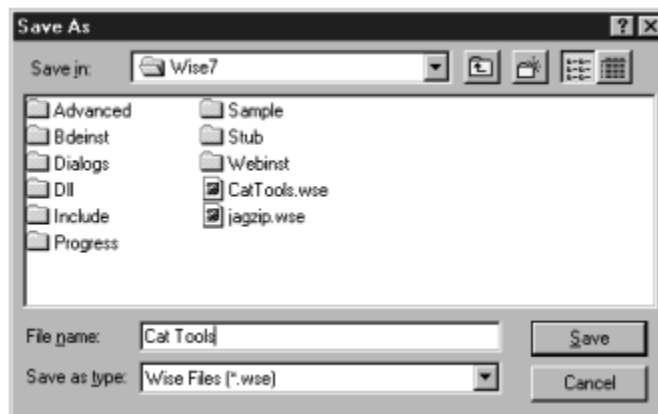 Save As
Save in: Wise7
Advanced
Bdeinst
Dialogs
Dll
Include
Progress
Sample
Stub
Webinst
CatTools.wse
jagzip.wse
File name: Cat Tools
Save
Save as type: Wise Files (*.wse)
Cancel